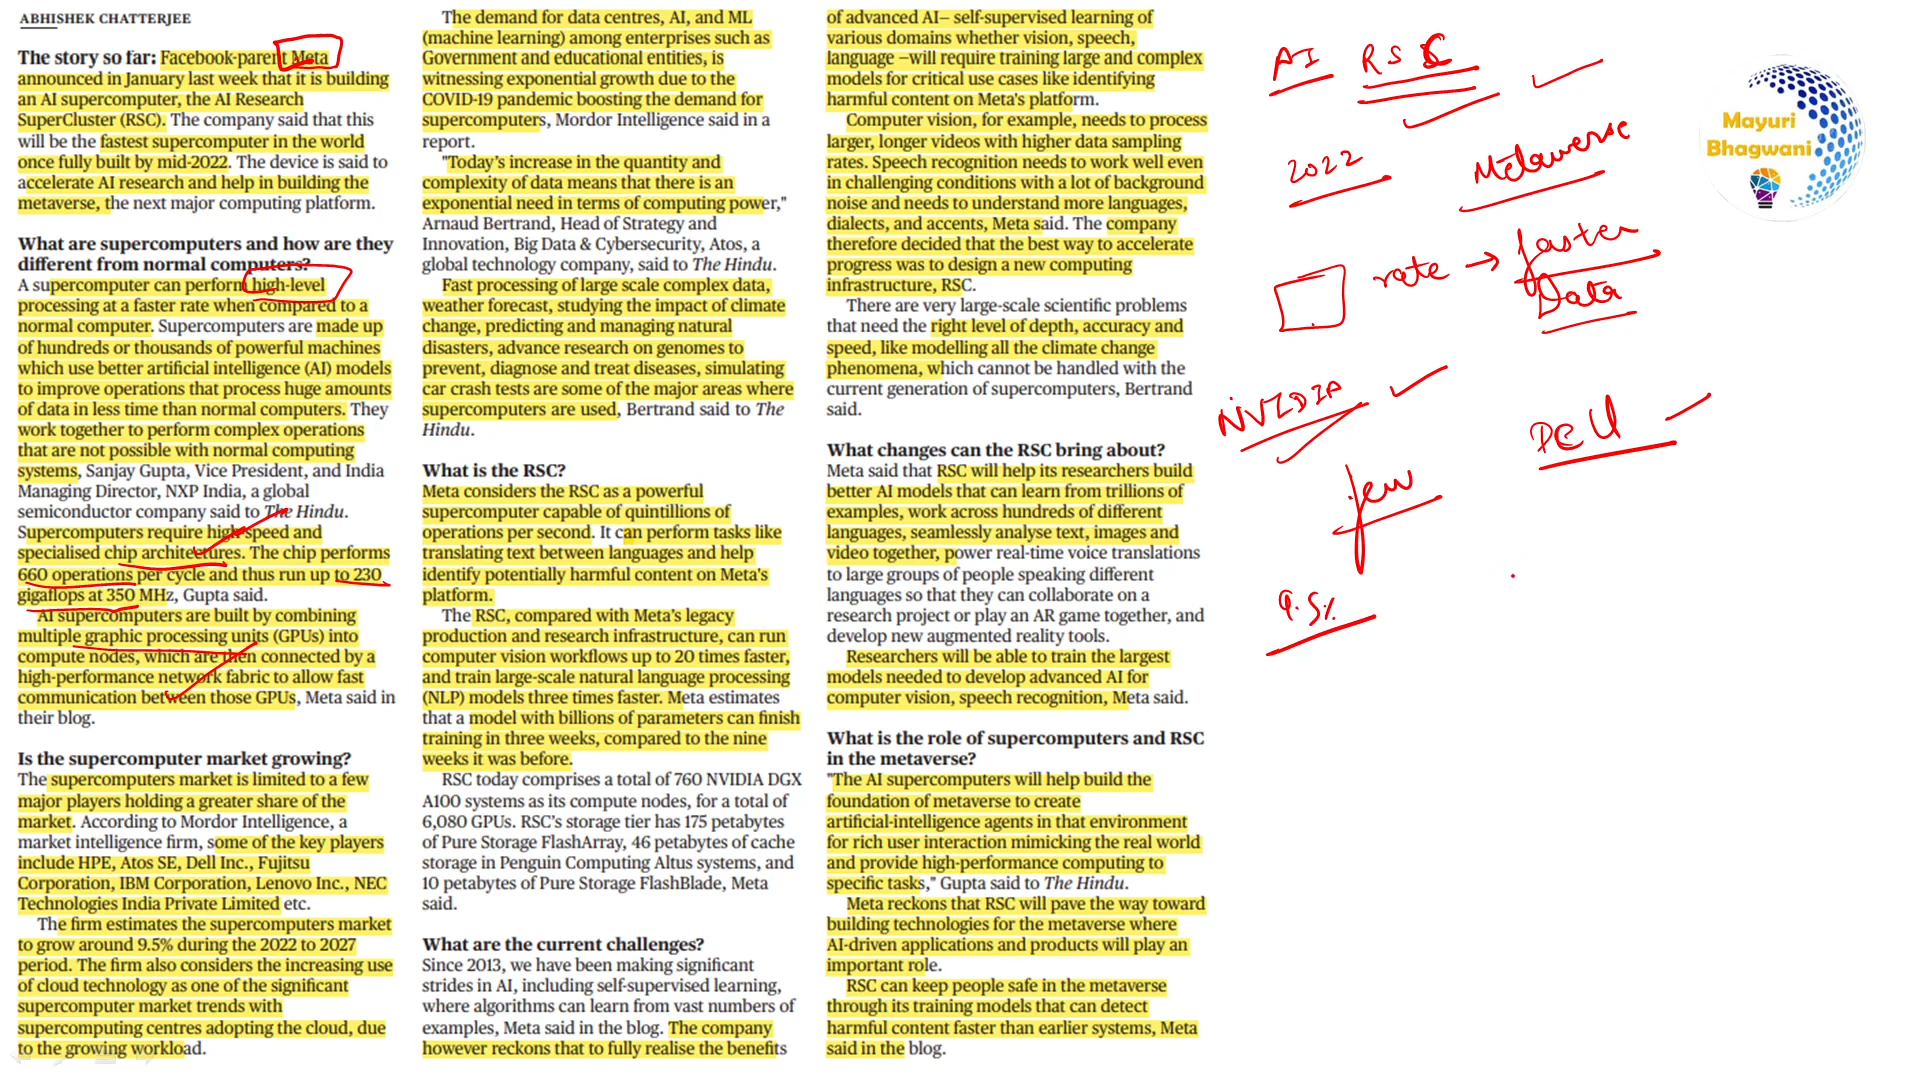 ABHISHEK CHATTERJEE
The story so far: Facebook-parent Meta
announced in January last week that it is building
an AI supercomputer, the AI Research
SuperCluster (RSC). The company said that this
will be the fastest supercomputer in the world
once fully built by mid-2022. The device is said to
accelerate AI research and help in building the
metaverse, the next major computing platform.
What are supercomputers and how are they
different from normal computers?
A supercomputer can perform high-level
processing at a faster rate when compared to a
normal computer. Supercomputers are made up
of hundreds or thousands of powerful machines
which use better artificial intelligence (AI) models
to improve operations that process huge amounts
of data in less time than normal computers. They
work together to perform complex operations
that are not possible with normal computing
systems, Sanjay Gupta, Vice President, and India
Managing Director, NXP India, a global
semiconductor company said to The Hindu.
Supercomputers require high-speed and
specialised chip architectures. The chip performs
660 operations per cycle and thus run up to 230
gigaflops at 350 MHz, Gupta said.
AI supercomputers are built by combining
multiple graphic processing units (GPUs) into
compute nodes, which are then connected by a
high-performance network fabric to allow fast
communication between those GPUs, Meta said in
their blog.
Is the supercomputer market growing?
The supercomputers market is limited to a few
major players holding a greater share of the
market. According to Mordor Intelligence, a
market intelligence firm, some of the key players
include HPE, Atos SE, Dell Inc., Fujitsu
Corporation, IBM Corporation, Lenovo Inc., NEC
Technologies India Private Limited etc.
The firm estimates the supercomputers market
to grow around 9.5% during the 2022 to 2027
period. The firm also considers the increasing use
of cloud technology as one of the significant
supercomputer market trends with
supercomputing centres adopting the cloud, due
to the growing workload.
The demand for data centres, AI, and ML
(machine learning) among enterprises such as
Government and educational entities, is
witnessing exponential growth due to the
COVID-19 pandemic boosting the demand for
supercomputers, Mordor Intelligence said in a
report.
"Today's increase in the quantity and
complexity of data means that there is an
exponential need in terms of computing power,"
Arnaud Bertrand, Head of Strategy and
Innovation, Big Data & Cybersecurity, Atos, a
global technology company, said to The Hindu.
Fast processing of large scale complex data,
weather forecast, studying the impact of climate
change, predicting and managing natural
disasters, advance research on genomes to
prevent, diagnose and treat diseases, simulating
car crash tests are some of the major areas where
supercomputers are used, Bertrand said to The
Hindu.
What is the RSC?
Meta considers the RSC as a powerful
supercomputer capable of quintillions of
operations per second. It can perform tasks like
translating text between languages and help
identify potentially harmful content on Meta's
platform.
The RSC, compared with Meta's legacy
production and research infrastructure, can run
computer vision workflows up to 20 times faster,
and train large-scale natural language processing
(NLP) models three times faster. Meta estimates
that a model with billions of parameters can finish
training in three weeks, compared to the nine
weeks it was before.
RSC today comprises a total of 760 NVIDIA DGX
A100 systems as its compute nodes, for a total of
6,080 GPUs. RSC's storage tier has 175 petabytes
of Pure Storage FlashArray, 46 petabytes of cache
storage in Penguin Computing Altus systems, and
10 petabytes of Pure Storage FlashBlade, Meta
said.
What are the current challenges?
Since 2013, we have been making significant
strides in AI, including self-supervised learning,
where algorithms can learn from vast numbers of
examples, Meta said in the blog. The company
however reckons that to fully realise the benefits
of advanced AI– self-supervised learning of
various domains whether vision, speech,
language –will require training large and complex
models for critical use cases like identifying
harmful content on Meta's platform.
Computer vision, for example, needs to process
larger, longer videos with higher data sampling
rates. Speech recognition needs to work well even
in challenging conditions with a lot of background
noise and needs to understand more languages,
dialects, and accents, Meta said. The company
therefore decided that the best way to accelerate
progress was to design a new computing
infrastructure, RSC.
There are very large-scale scientific problems
that need the right level of depth, accuracy and
speed, like modelling all the climate change
phenomena, which cannot be handled with the
current generation of supercomputers, Bertrand
said.
What changes can the RSC bring about?
Meta said that RSC will help its researchers build
better AI models that can learn from trillions of
examples, work across hundreds of different
languages, seamlessly analyse text, images and
video together, power real-time voice translations
to large groups of people speaking different
languages so that they can collaborate on a
research project or play an AR game together, and
develop new augmented reality tools.
Researchers will be able to train the largest
models needed to develop advanced AI for
computer vision, speech recognition, Meta said.
What is the role of supercomputers and RSC
in the metaverse?
"The AI supercomputers will help build the
foundation of metaverse to create
artificial-intelligence agents in that environment
for rich user interaction mimicking the real world
and provide high-performance computing to
specific tasks," Gupta said to The Hindu.
Meta reckons that RSC will pave the way toward
building technologies for the metaverse where
AI-driven applications and products will play an
important role.
RSC can keep people safe in the metaverse
through its training models that can detect
harmful content faster than earlier systems, Meta
said in the blog.
AI RSC
2022 Metaverse
rate → faster
Data
NVIDIA
few
9.5%
Mayuri
Bhagwani